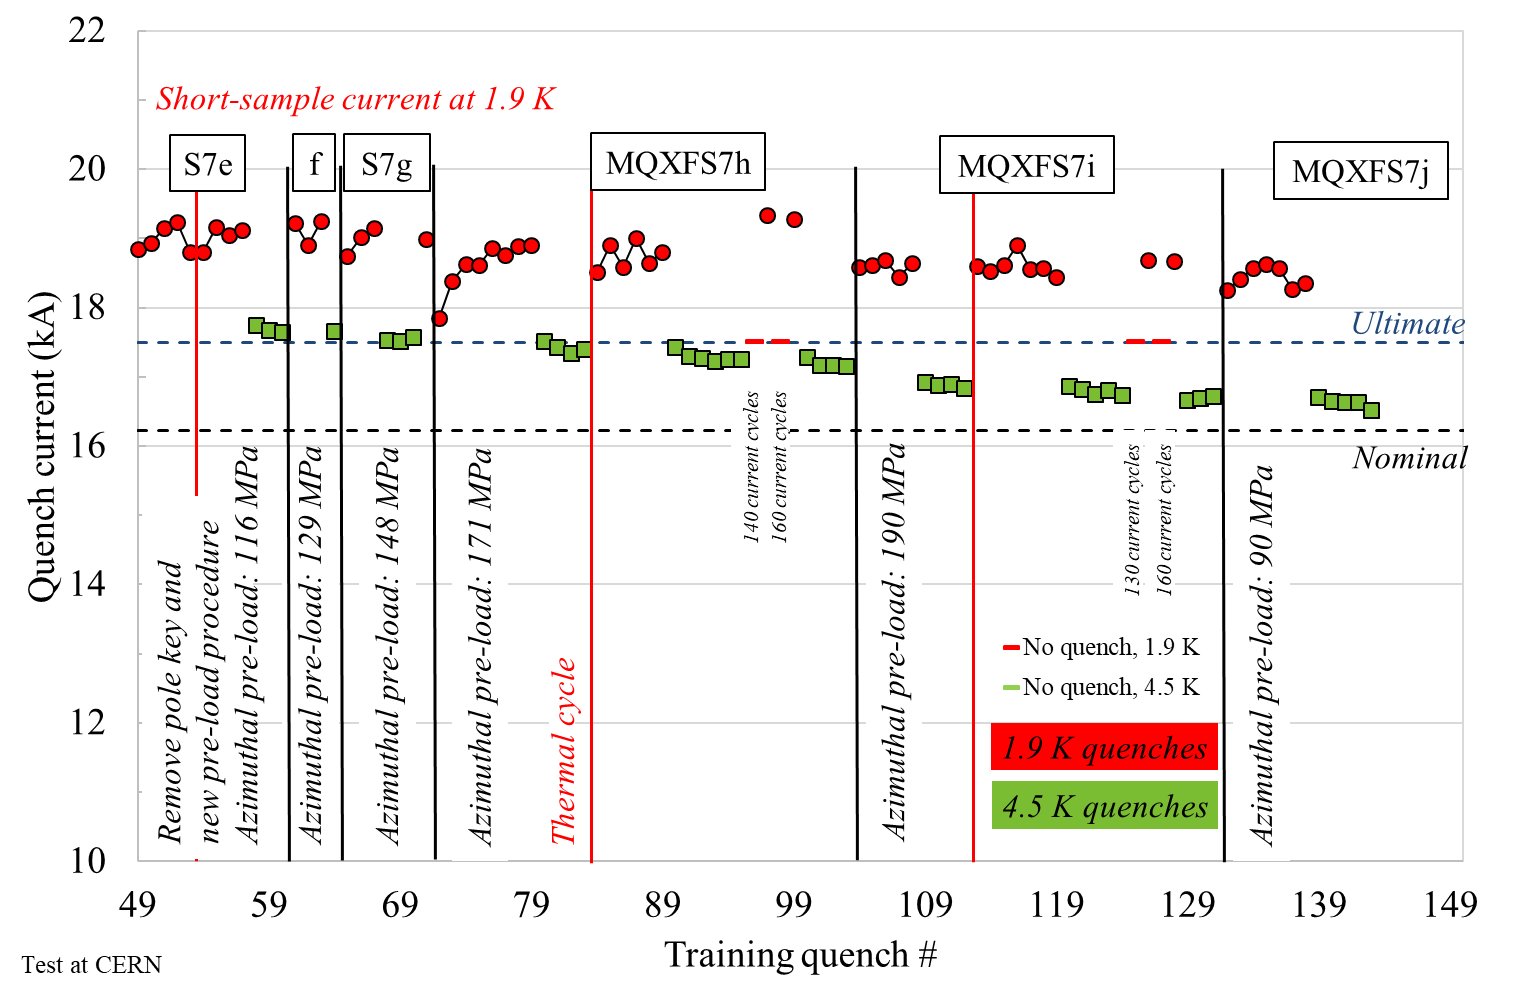 22
20
18
16
14
12
10
Quench current (kA)
Short-sample current at 1.9 K
S7e
f
S7g
MQXFS7h
MQXFS7i
MQXFS7j
Ultimate
Nominal
Remove pole key and
new pre-load procedure
Azimuthal pre-load: 116 MPa
Azimuthal pre-load: 129 MPa
Azimuthal pre-load: 148 MPa
Azimuthal pre-load: 171 MPa
Thermal cycle
140 current cycles
160 current cycles
Azimuthal pre-load: 190 MPa
130 current cycles
160 current cycles
Azimuthal pre-load: 90 MPa
No quench, 1.9 K
No quench, 4.5 K
1.9 K quenches
4.5 K quenches
49 59 69 79 89 99 109 119 129 139 149
Training quench #
Test at CERN